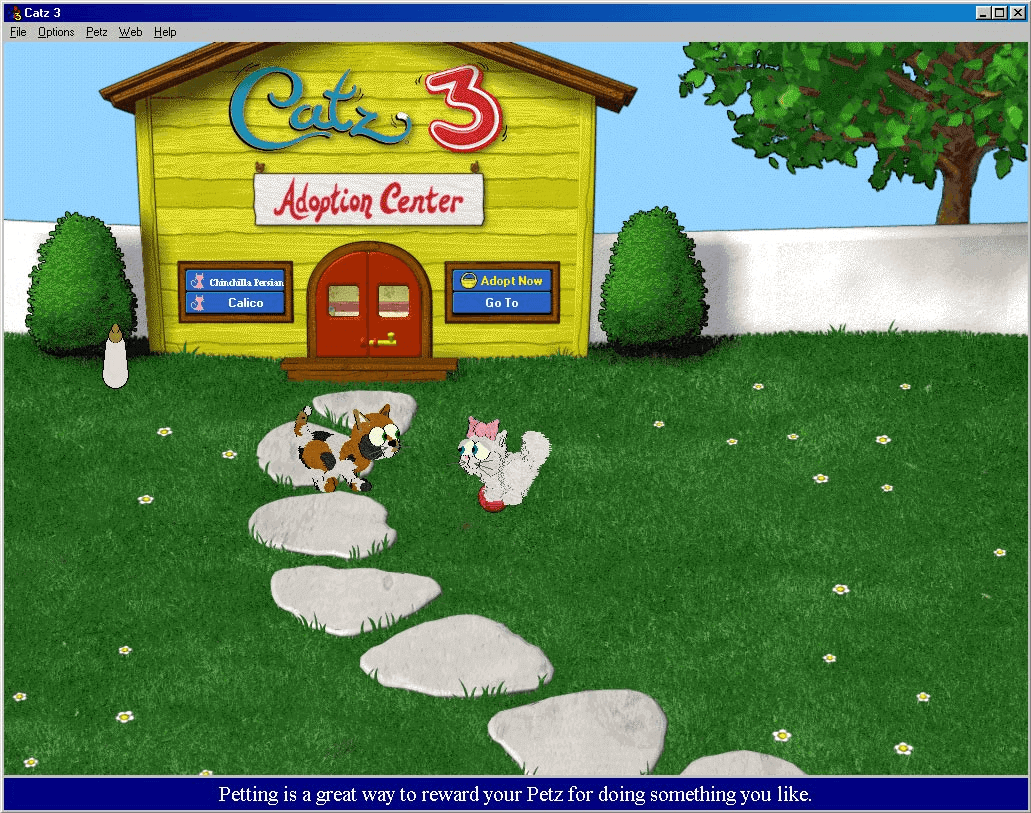 Catz 3
File Options Petz Web Help
Catz 3
Adoption Center
Chinchilla Persian
Calico
Adopt Now
Go To
Petting is a great way to reward your Petz for doing something you like.